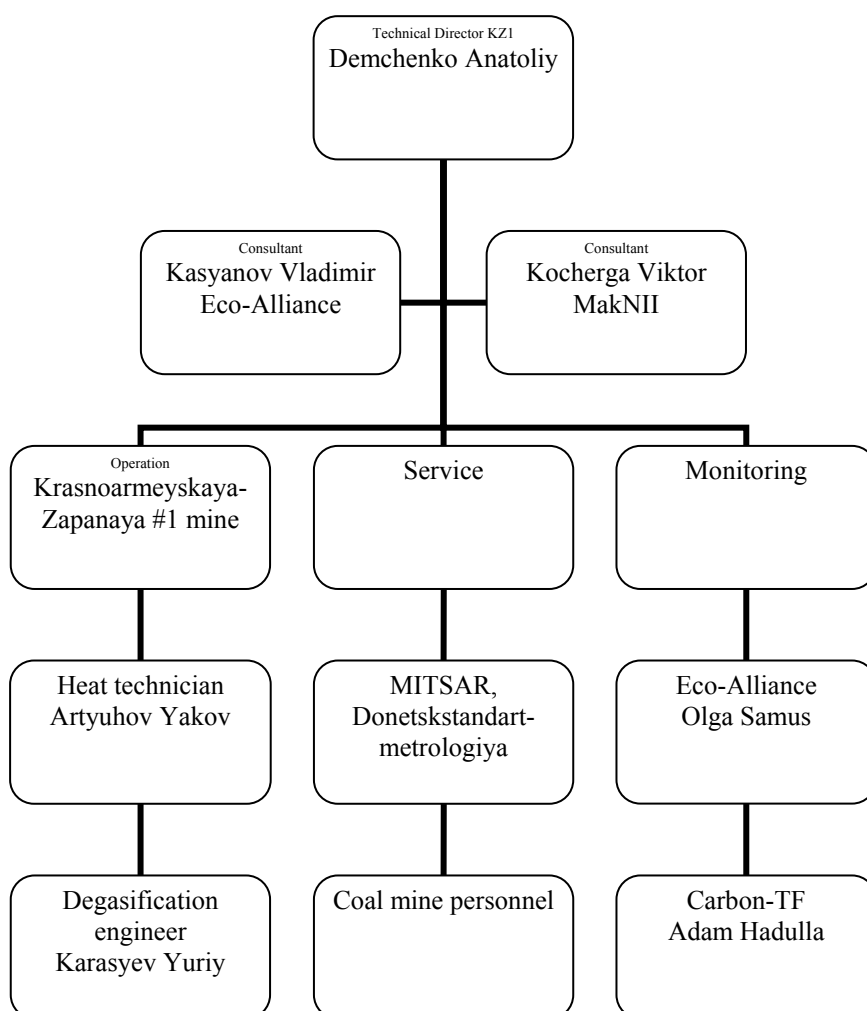 Technical Director KZ1
Demchenko Anatoliy
Consultant
Kasyanov Vladimir
Eco-Alliance
Consultant
Kocherga Viktor
MakNII
Operation
Krasnoarmeyskaya-
Zapanaya #1 mine
Service
Monitoring
Heat technician
Artyuhov Yakov
MITSAR,
Donetskstandart-
metrologiya
Eco-Alliance
Olga Samus
Degasification
engineer
Karasyev Yuriy
Coal mine personnel
Carbon-TF
Adam Hadulla